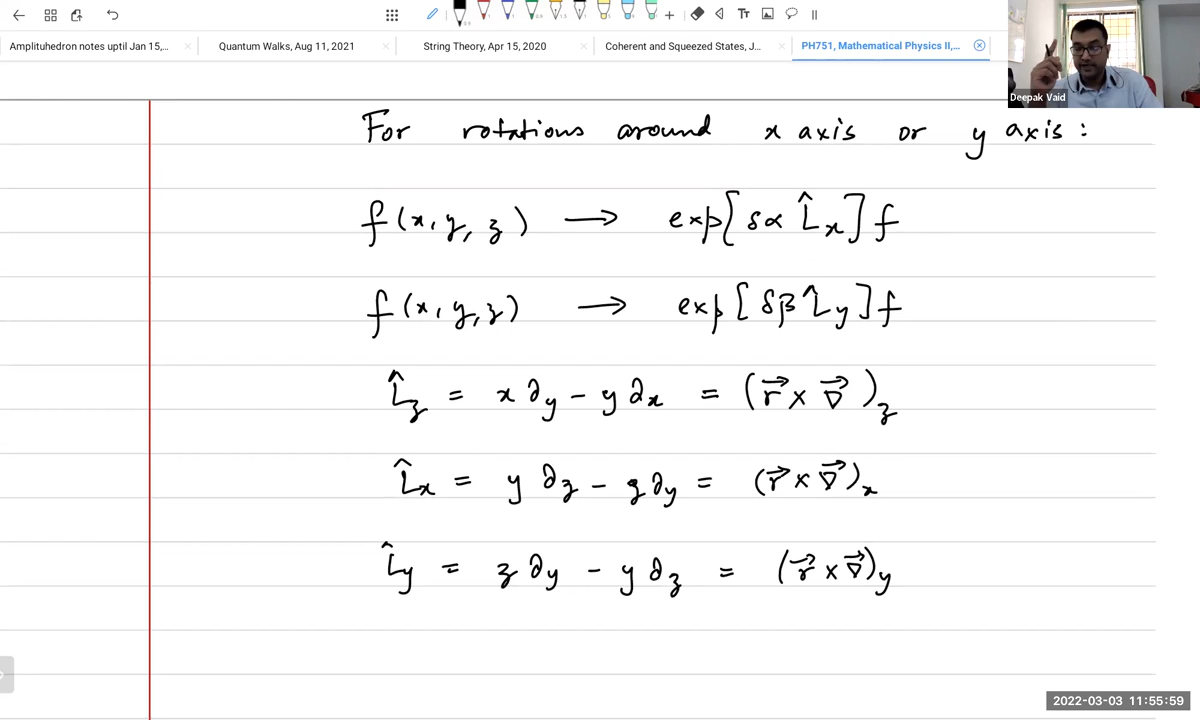 Amplituhedron notes uptil Jan 15,...
Quantum Walks, Aug 11, 2021
String Theory, Apr 15, 2020
Coherent and Squeezed States, J...
PH751, Mathematical Physics II,...
Deepak Vaid
For rotations around x axis or y axis :
f(x, y, z) → exp[δα L̂x] f
f(x, y, z) → exp[δβ L̂y] f
L̂z = x ∂y − y ∂x = (r⃗ × ∇⃗)z
L̂x = y ∂z − z ∂y = (r⃗ × ∇⃗)x
L̂y = z ∂y − y ∂z = (r⃗ × ∇⃗)y
2022-03-03 11:55:59